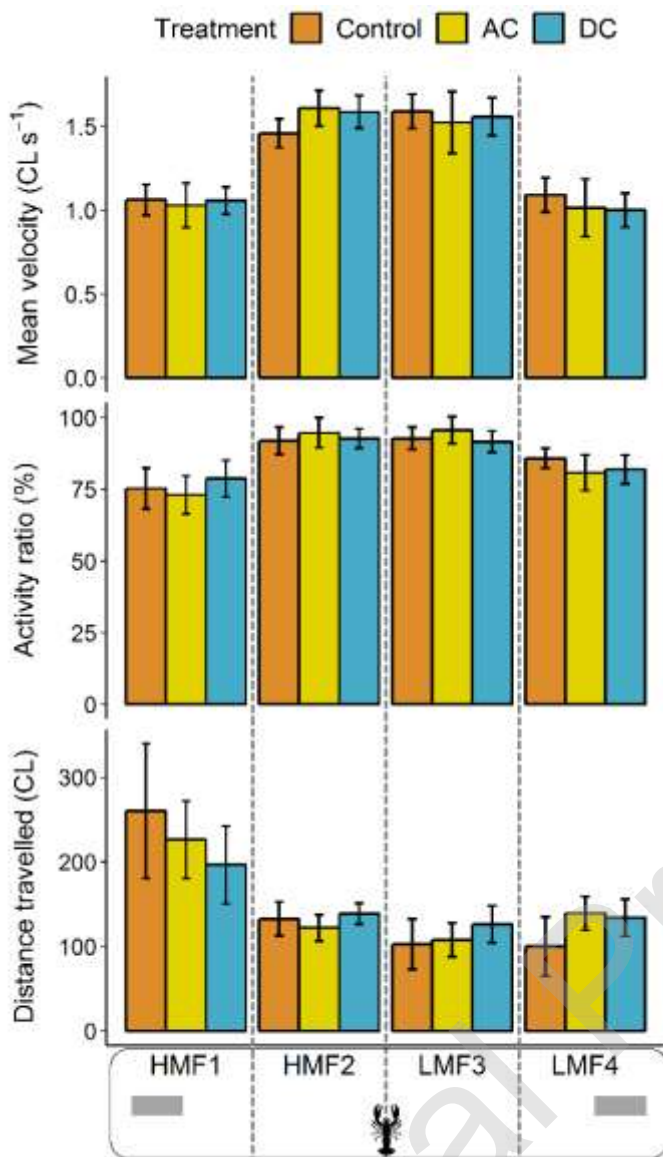 Treatment Control AC DC
Mean velocity (CL s⁻¹)
1.5
1.0
0.5
0.0
Activity ratio (%)
100
75
50
25
0
Distance travelled (CL)
300
200
100
0
HMF1 HMF2 LMF3 LMF4